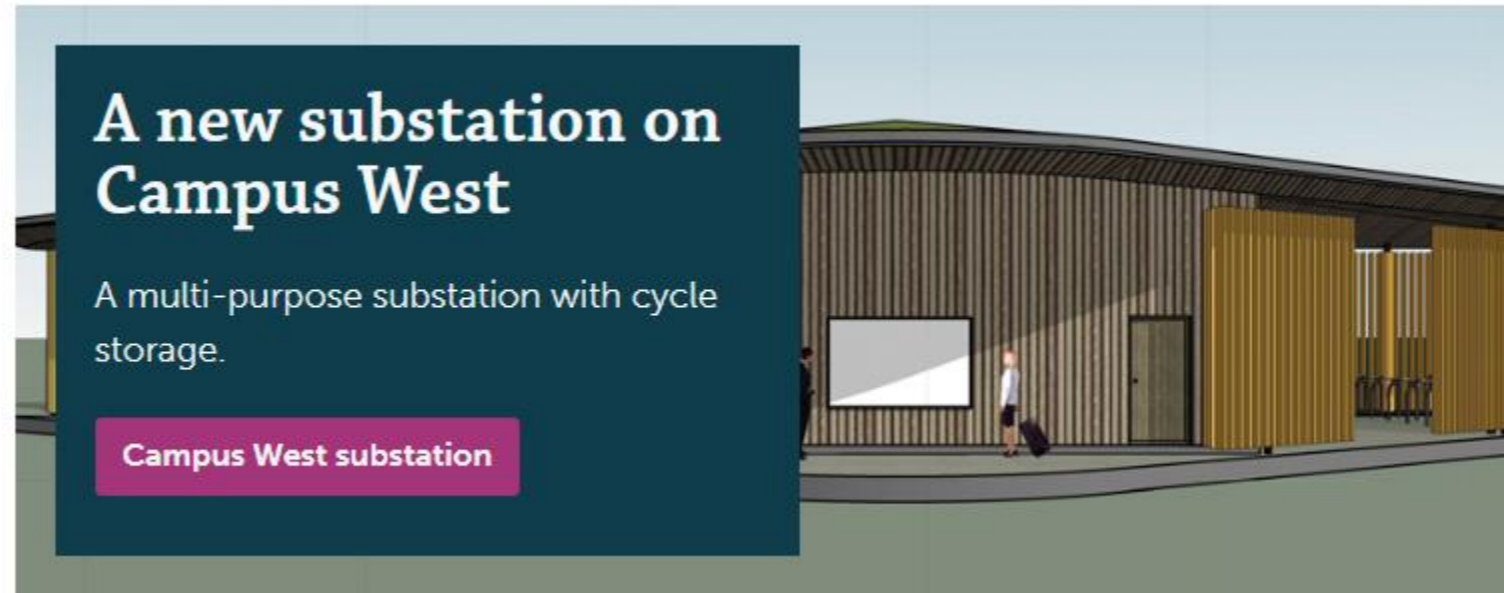 A new substation on
Campus West
A multi-purpose substation with cycle
storage.
Campus West substation